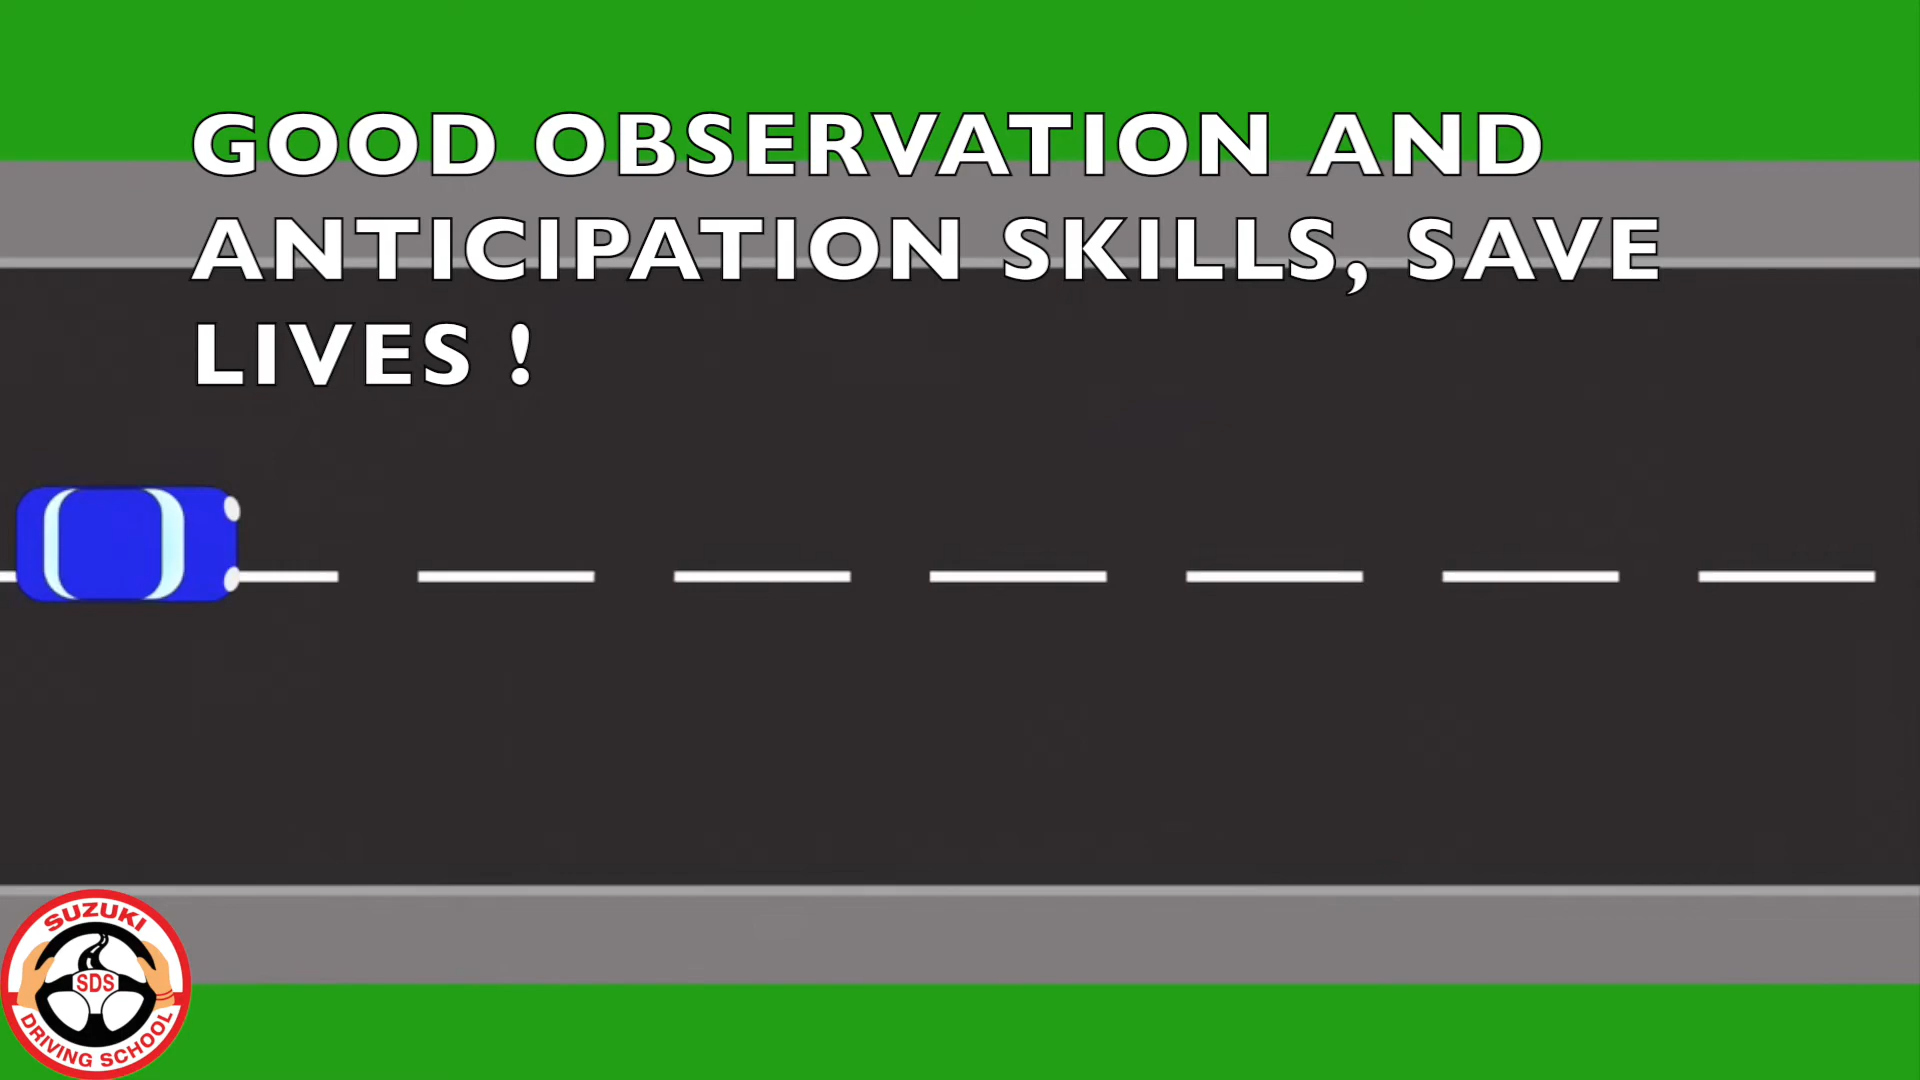 GOOD OBSERVATION AND
ANTICIPATION SKILLS, SAVE
LIVES !
SUZUKI
SDS
DRIVING SCHOOL